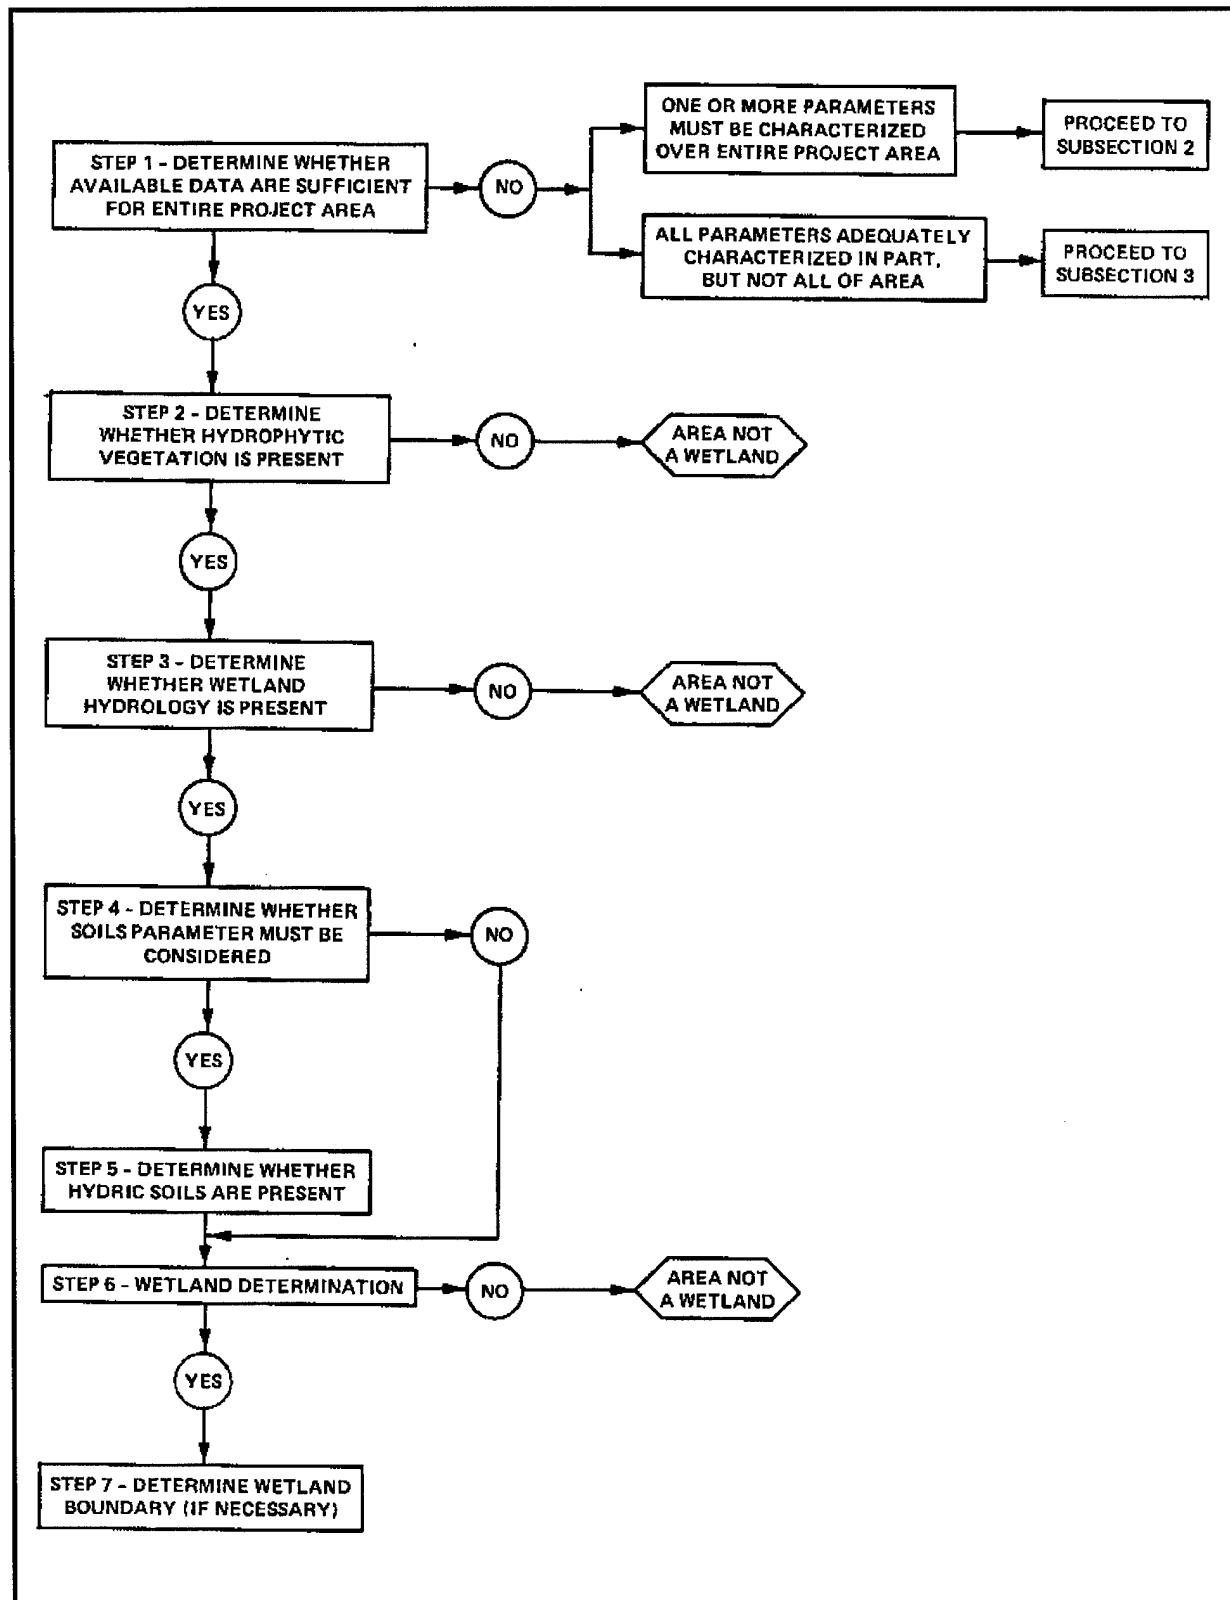 STEP 1 - DETERMINE WHETHER
AVAILABLE DATA ARE SUFFICIENT
FOR ENTIRE PROJECT AREA
NO
ONE OR MORE PARAMETERS
MUST BE CHARACTERIZED
OVER ENTIRE PROJECT AREA
PROCEED TO
SUBSECTION 2
ALL PARAMETERS ADEQUATELY
CHARACTERIZED IN PART,
BUT NOT ALL OF AREA
PROCEED TO
SUBSECTION 3
YES
STEP 2 - DETERMINE
WHETHER HYDROPHYTIC
VEGETATION IS PRESENT
NO
AREA NOT
A WETLAND
YES
STEP 3 - DETERMINE
WHETHER WETLAND
HYDROLOGY IS PRESENT
NO
AREA NOT
A WETLAND
YES
STEP 4 - DETERMINE WHETHER
SOILS PARAMETER MUST BE
CONSIDERED
NO
YES
STEP 5 - DETERMINE WHETHER
HYDRIC SOILS ARE PRESENT
STEP 6 - WETLAND DETERMINATION
NO
AREA NOT
A WETLAND
YES
STEP 7 - DETERMINE WETLAND
BOUNDARY (IF NECESSARY)